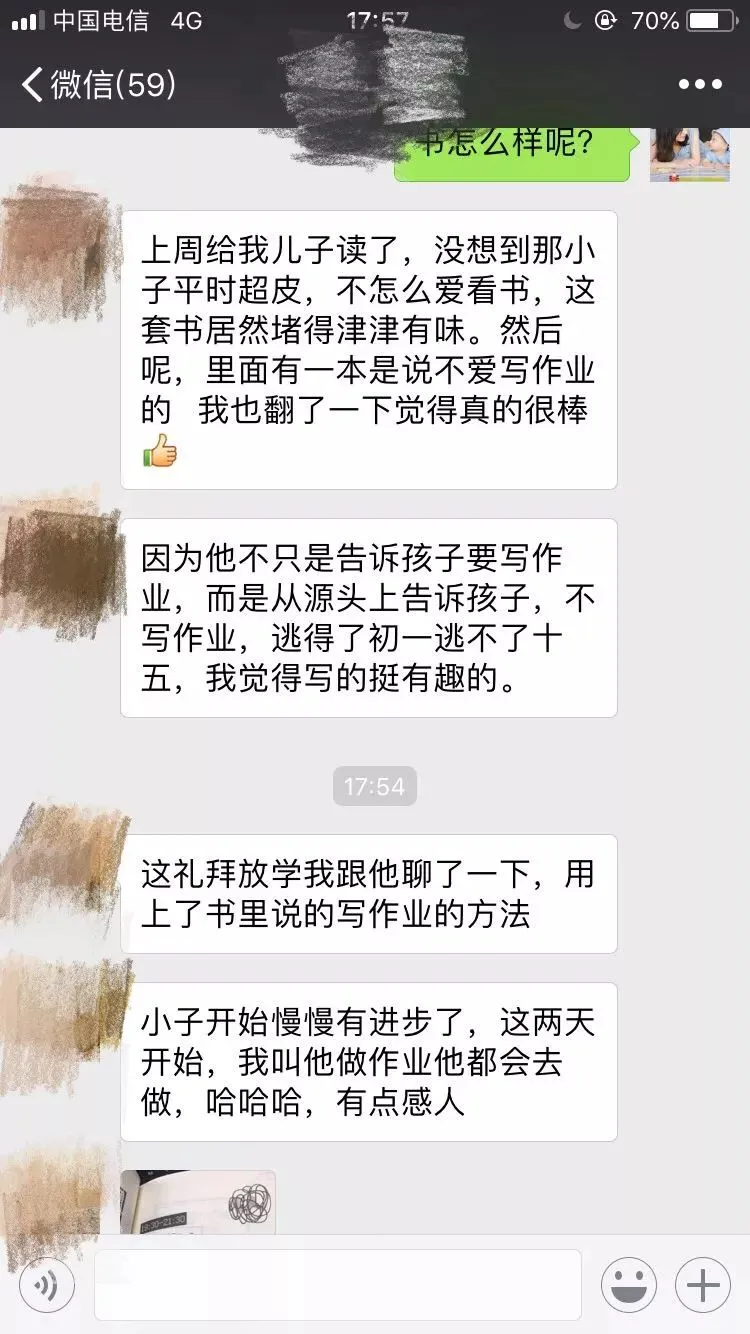 中国电信 4G 17:57 70%
微信(59)
书怎么样呢？
上周给我儿子读了，没想到那小
子平时超皮，不怎么爱看书，这
套书居然堵得津津有味。然后
呢，里面有一本是说不爱写作业
的 我也翻了一下觉得真的很棒
👍
因为他不只是告诉孩子要写作
业，而是从源头上告诉孩子，不
写作业，逃得了初一逃不了十
五，我觉得写的挺有趣的。
17:54
这礼拜放学我跟他聊了一下，用
上了书里说的写作业的方法
小子开始慢慢有进步了，这两天
开始，我叫他做作业他都会去
做，哈哈哈，有点感人
19:30-21:30